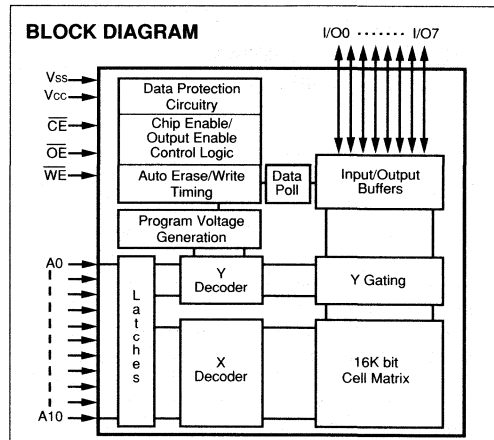 BLOCK DIAGRAM
I/O0 ········ I/O7
Vss
Vcc
CE
OE
WE
Data Protection
Circuitry
Chip Enable/
Output Enable
Control Logic
Auto Erase/Write
Timing
Data
Poll
Input/Output
Buffers
Program Voltage
Generation
A0
A10
Latches
Y
Decoder
Y Gating
X
Decoder
16K bit
Cell Matrix